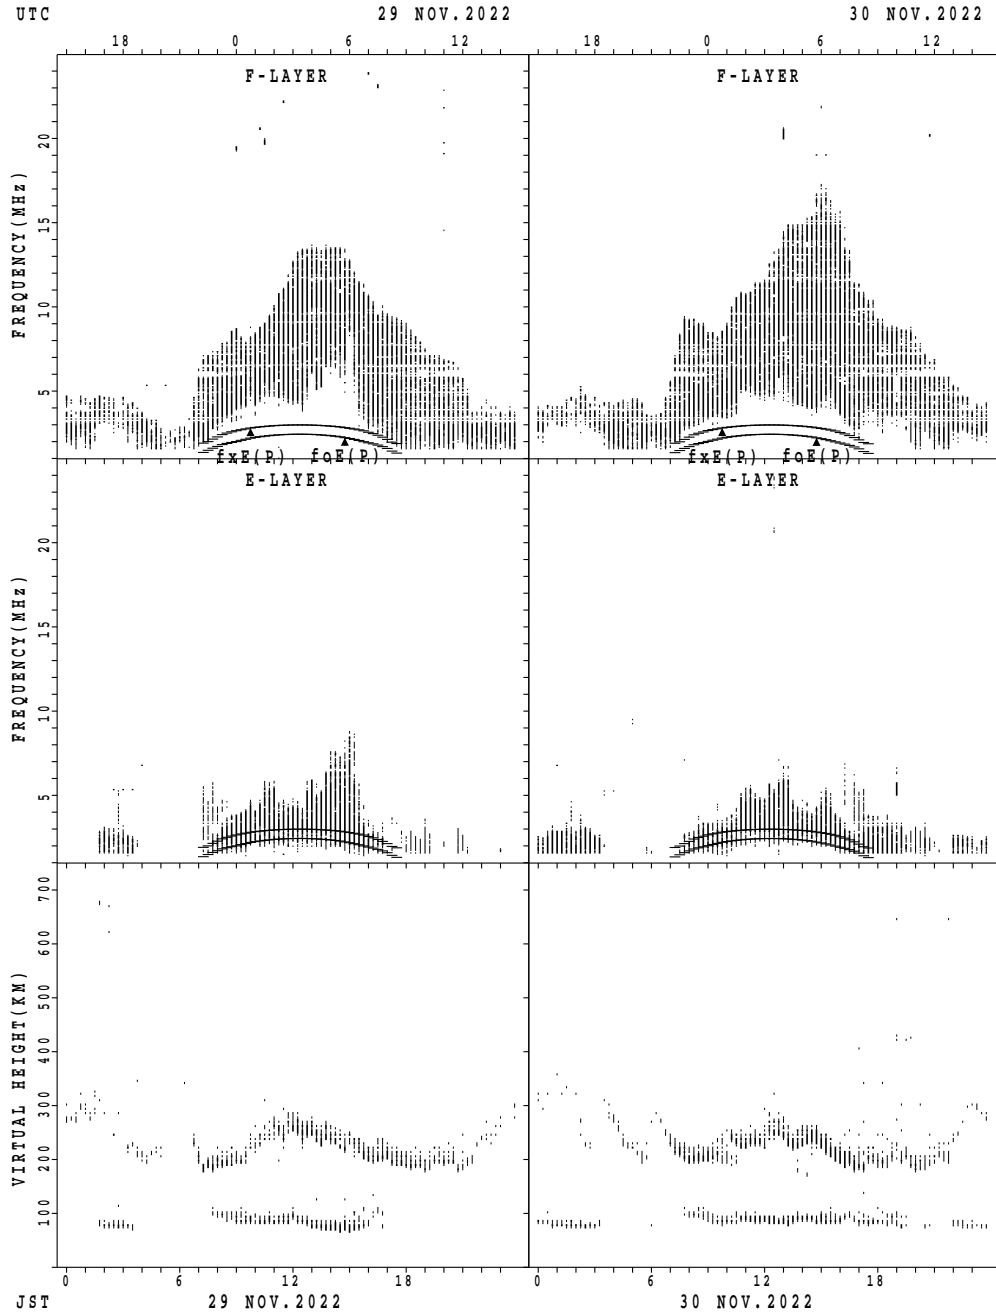 UTC 29 NOV.2022 30 NOV.2022
18 0 6 12 18 0 6 12
F-LAYER F-LAYER
FREQUENCY(MHz)
20
15
10
5
fxE(P) foE(P) fxE(P) foE(P)
E-LAYER E-LAYER
FREQUENCY(MHz)
20
15
10
5
VIRTUAL HEIGHT(KM)
700
600
500
400
300
200
100
0 6 12 18 0 6 12 18
JST 29 NOV.2022 30 NOV.2022